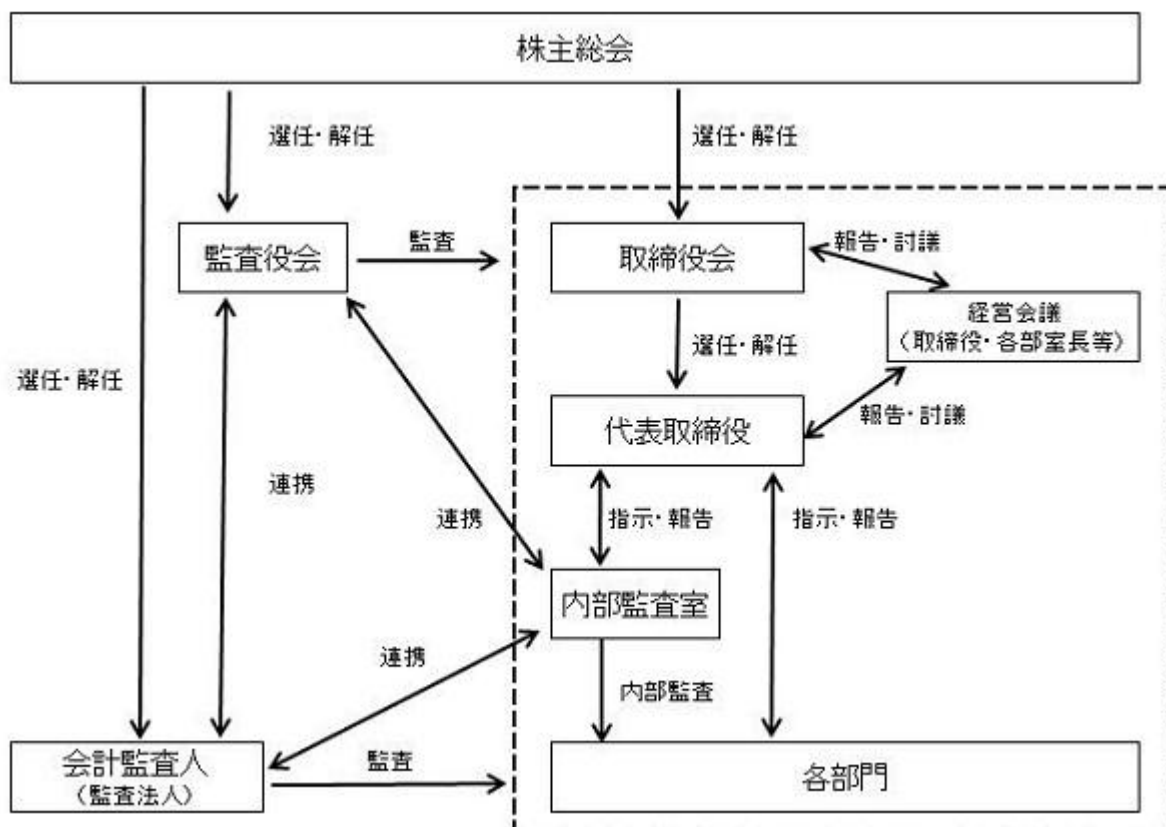 株主総会
選任・解任
選任・解任
監査役会
監査
取締役会
報告・討議
経営会議
（取締役・各部室長等）
選任・解任
選任・解任
代表取締役
報告・討議
連携
連携
指示・報告
指示・報告
内部監査室
連携
内部監査
会計監査人
（監査法人）
監査
各部門